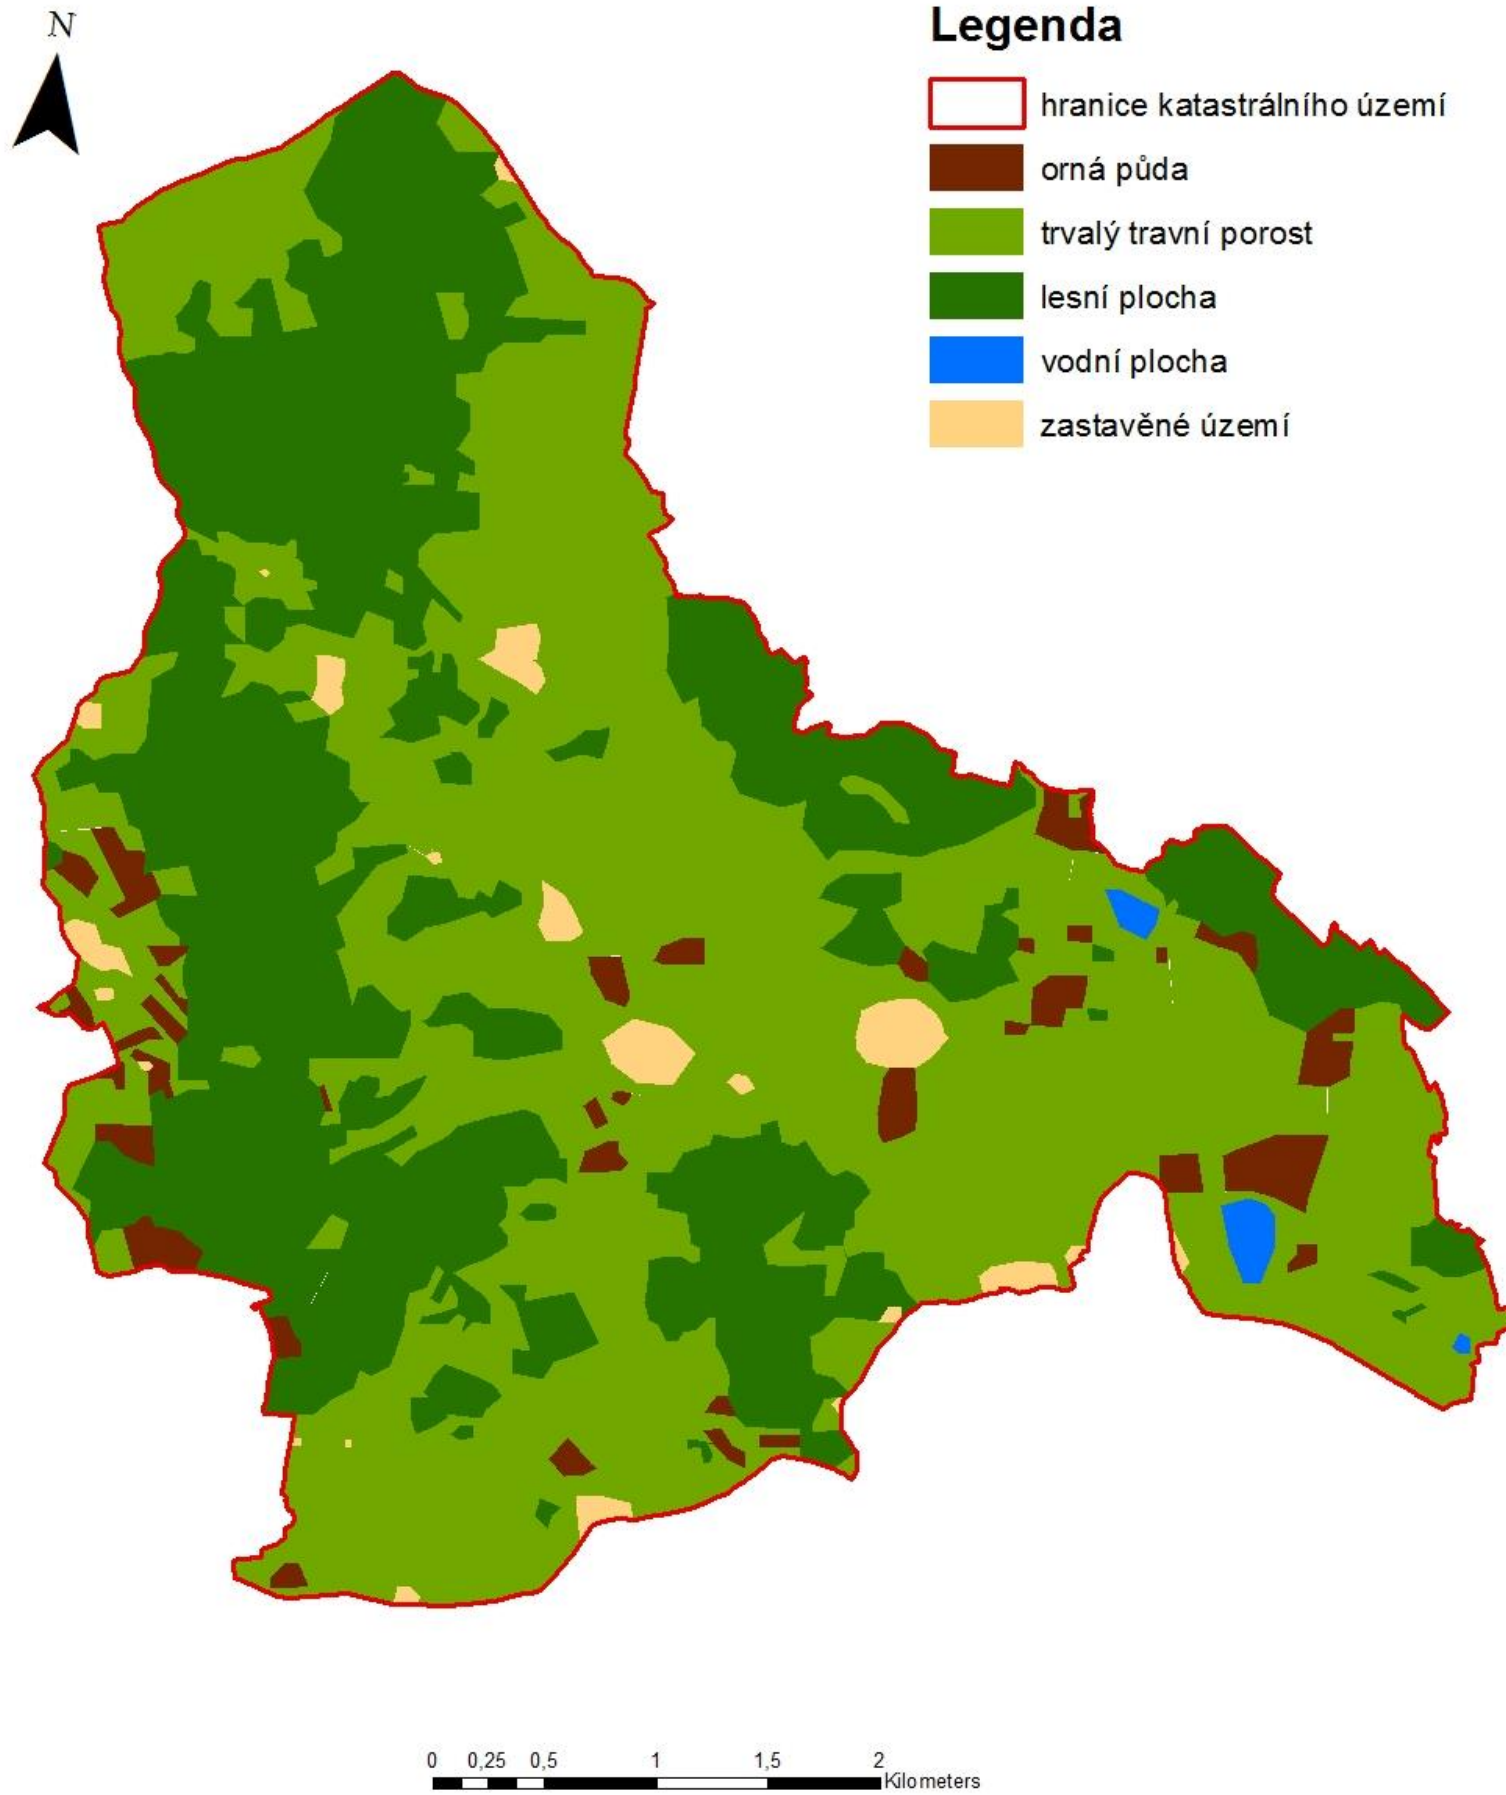 N
Legenda
hranice katastrálního území
orná půda
trvalý travní porost
lesní plocha
vodní plocha
zastavěné území
0 0,25 0,5 1 1,5 2
Kilometers